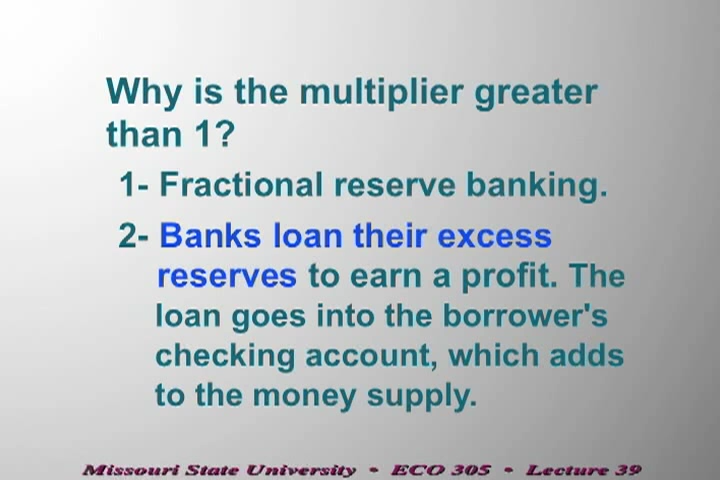 Why is the multiplier greater
than 1?
1- Fractional reserve banking.
2- Banks loan their excess
reserves to earn a profit. The
loan goes into the borrower's
checking account, which adds
to the money supply.
Missouri State University • ECO 305 • Lecture 39